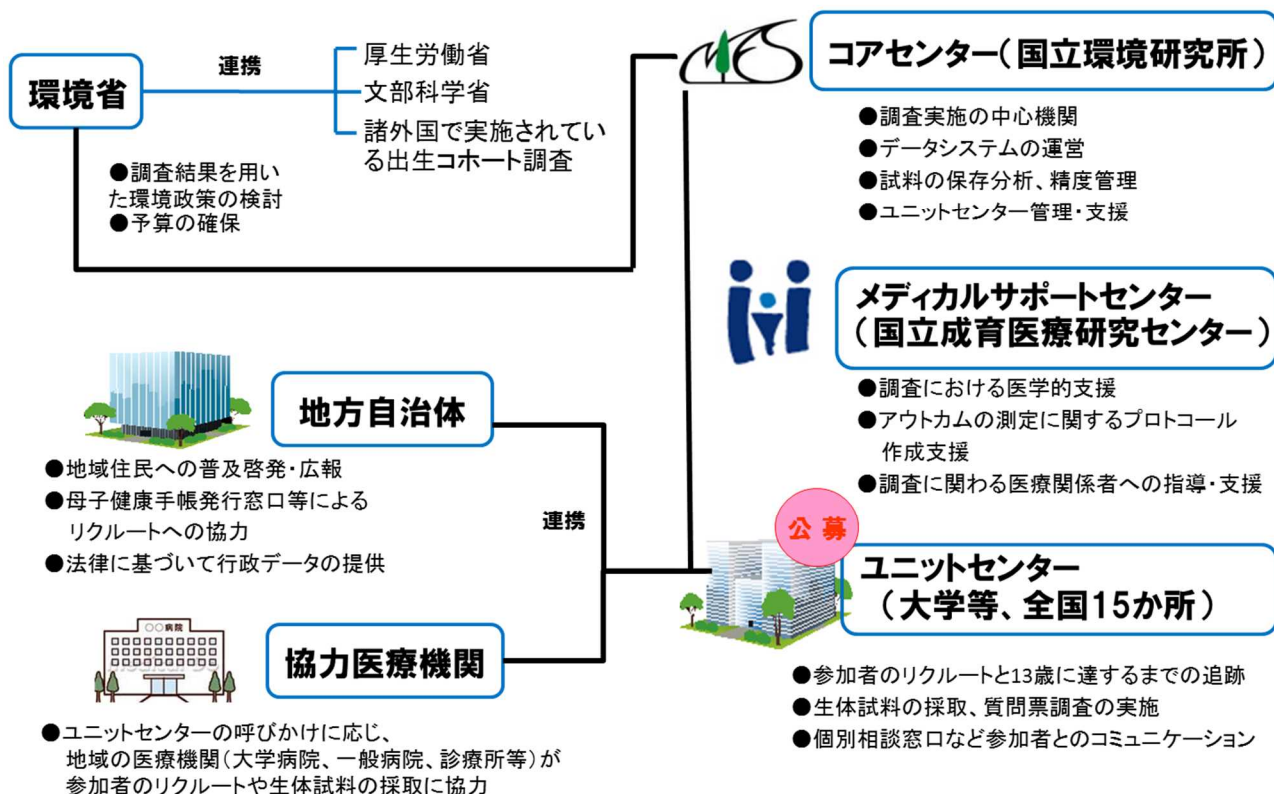 環境省
連携
厚生労働省
文部科学省
諸外国で実施されてい
る出生コホート調査
●調査結果を用い
た環境政策の検討
●予算の確保
コアセンター(国立環境研究所)
●調査実施の中心機関
●データシステムの運営
●試料の保存分析、精度管理
●ユニットセンター管理・支援
メディカルサポートセンター
(国立成育医療研究センター)
●調査における医学的支援
●アウトカムの測定に関するプロトコール
作成支援
●調査に関わる医療関係者への指導・支援
地方自治体
●地域住民への普及啓発・広報
●母子健康手帳発行窓口等による
リクルートへの協力
●法律に基づいて行政データの提供
連携
公募
ユニットセンター
(大学等、全国15か所)
●参加者のリクルートと13歳に達するまでの追跡
●生体試料の採取、質問票調査の実施
●個別相談窓口など参加者とのコミュニケーション
○○病院
協力医療機関
●ユニットセンターの呼びかけに応じ、
地域の医療機関(大学病院、一般病院、診療所等)が
参加者のリクルートや生体試料の採取に協力